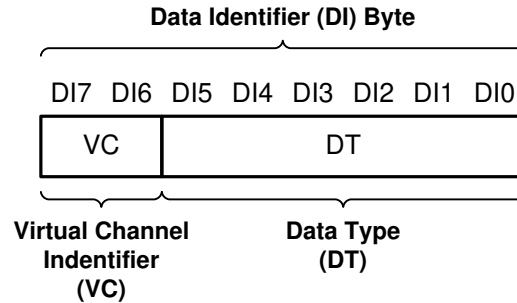 Data Identifier (DI) Byte
DI7 DI6 DI5 DI4 DI3 DI2 DI1 DI0
VC DT
Virtual Channel
Indentifier
(VC)
Data Type
(DT)